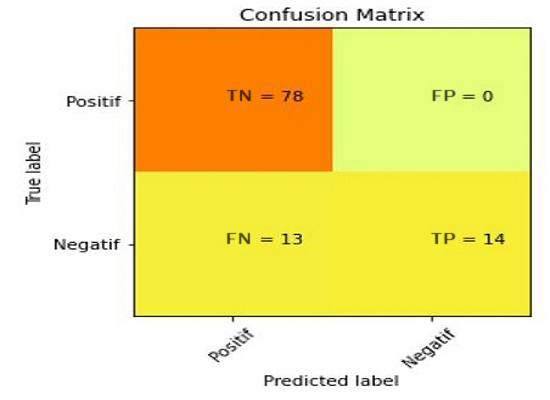 Confusion Matrix
True label
Positif
TN = 78
FP = 0
Negatif
FN = 13
TP = 14
Positif
Negatif
Predicted label